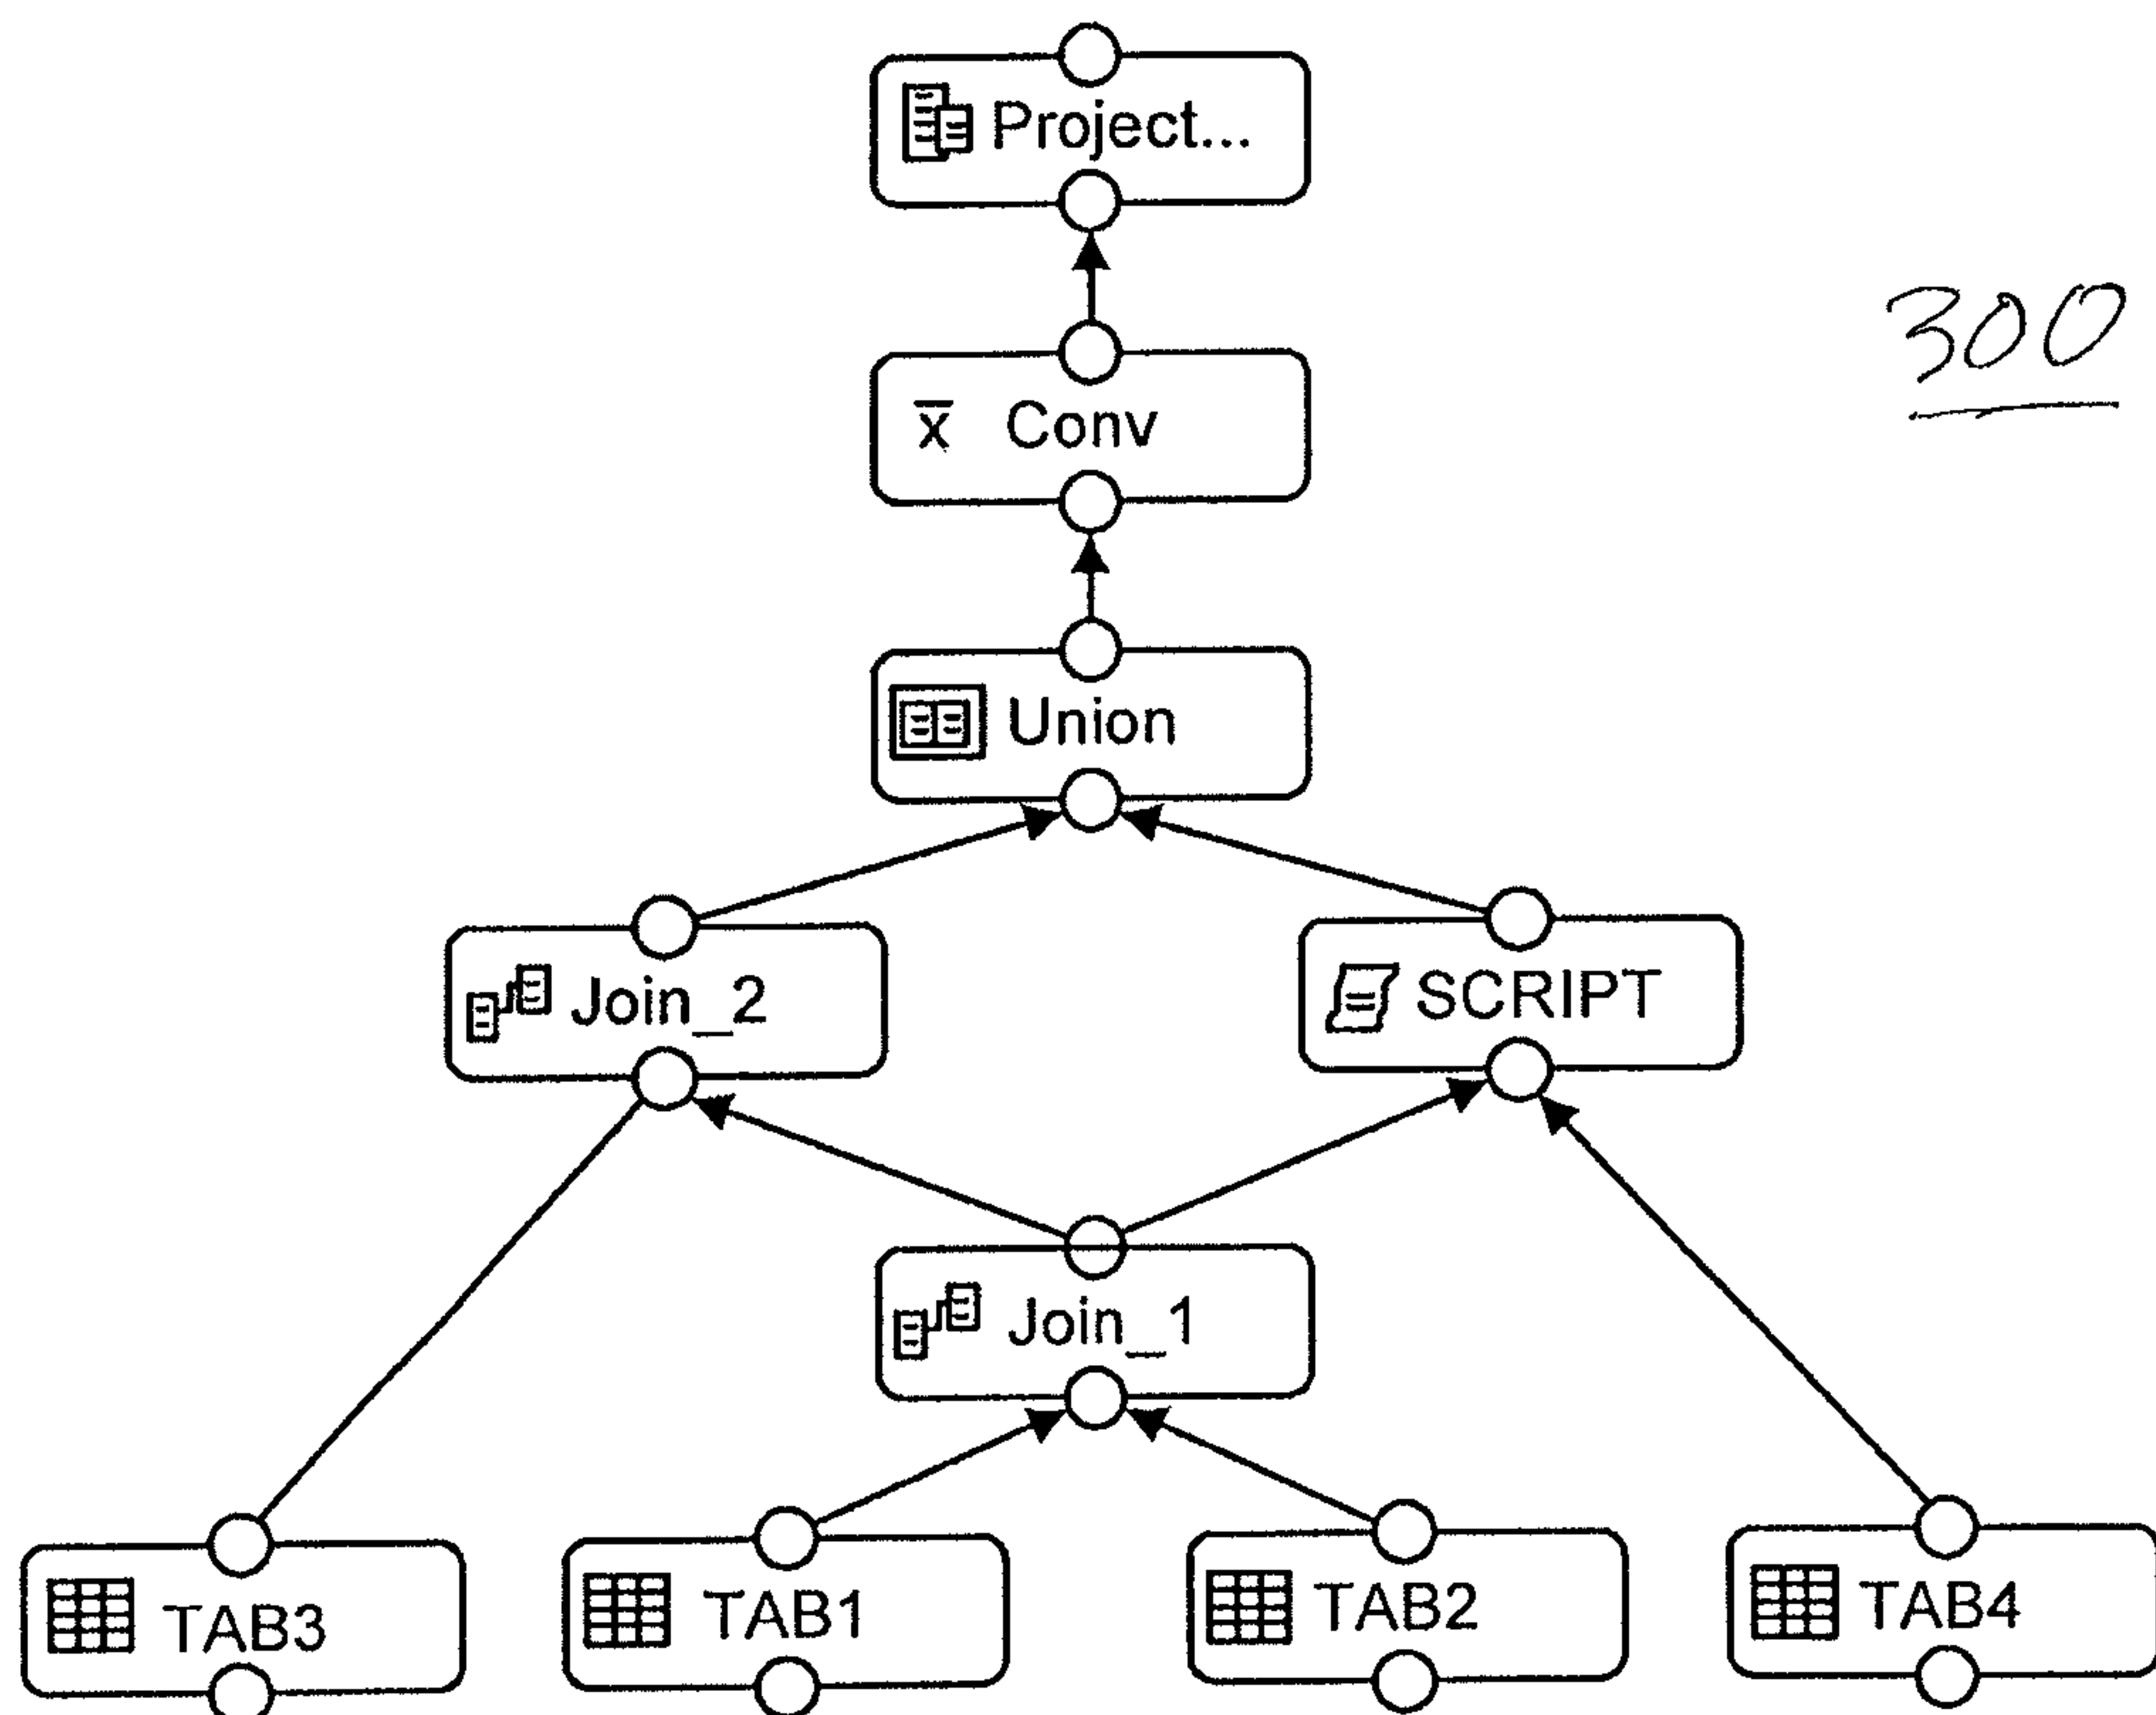 Project...
300
x̅ Conv
Union
Join_2 SCRIPT
Join_1
TAB3 TAB1 TAB2 TAB4